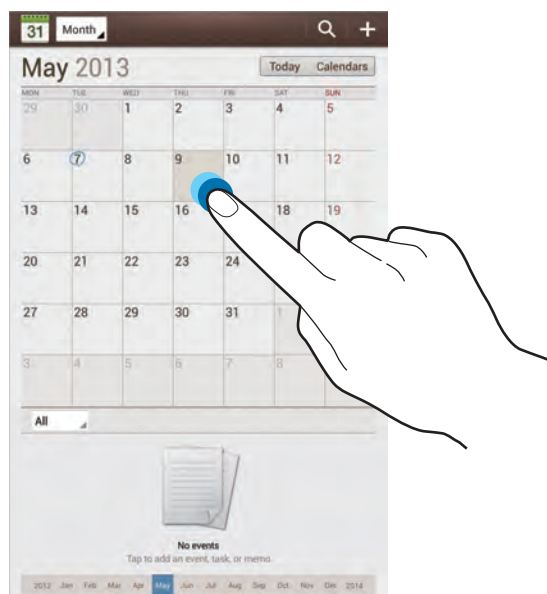 31 Month
May 2013 Today Calendars
MON TUE WED THU FRI SAT SUN
29 30 1 2 3 4 5
6 7 8 9 10 11 12
13 14 15 16 18 19
20 21 22 23 24
27 28 29 30 31 1
3 4 5 6 7 8
All
No events
Tap to add an event, task, or memo
2012 Jan Feb Mar Apr May Jun Jul Aug Sep Oct Nov Dec 2014